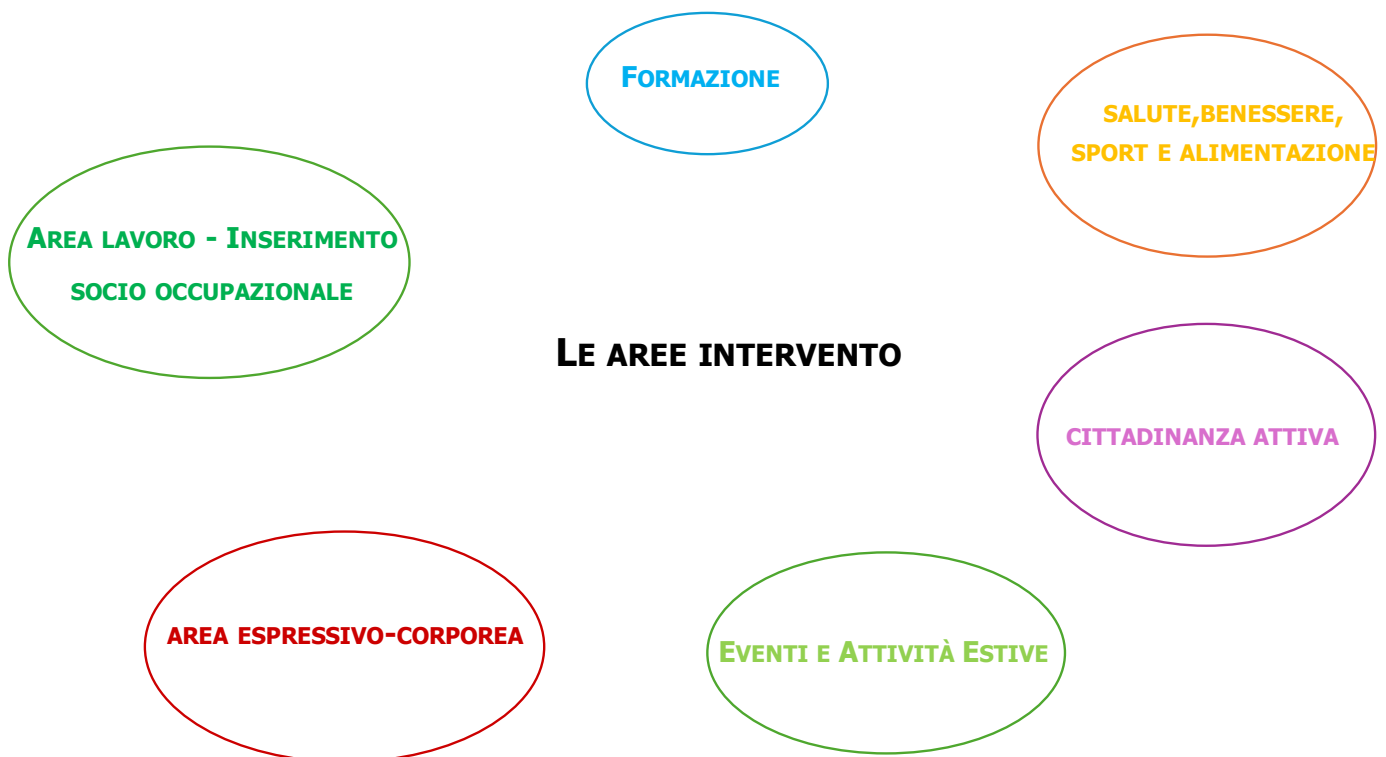 Formazione
salute,benessere,
sport e alimentazione
Area lavoro - Inserimento
socio occupazionale
Le aree intervento
cittadinanza attiva
area espressivo-corporea
Eventi e Attività Estive